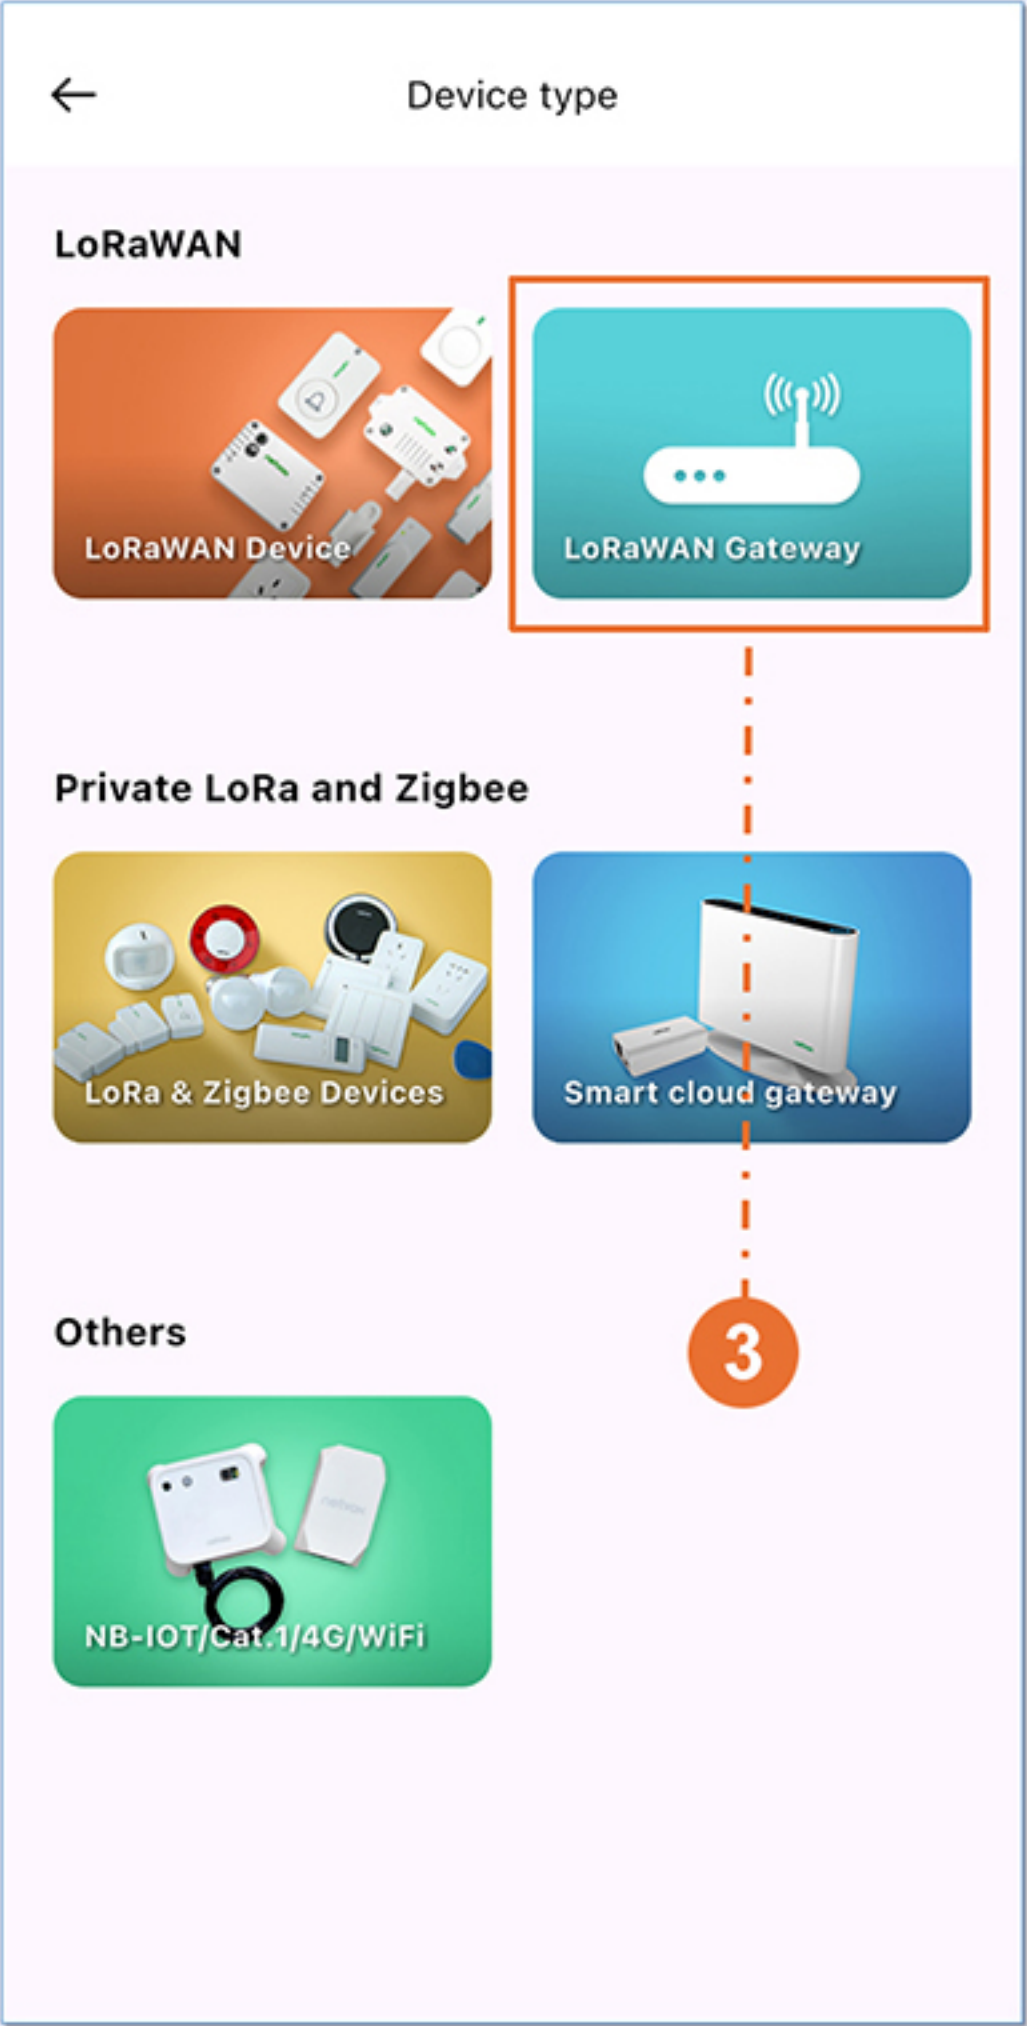 Device type
LoRaWAN
LoRaWAN Device
LoRaWAN Gateway
Private LoRa and Zigbee
LoRa & Zigbee Devices
Smart cloud gateway
3
Others
netvox
NB-IOT/Cat.1/4G/WiFi